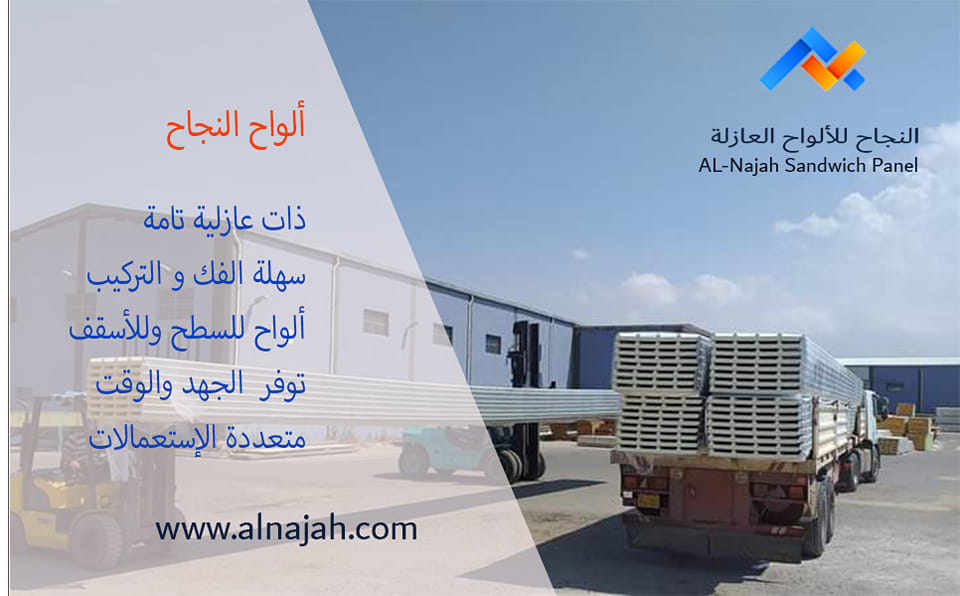 ألواح النجاح
ذات عازلية تامة
سهلة الفك و التركيب
ألواح للسطح وللأسقف
توفر الجهد والوقت
متعددة الإستعمالات
www.alnajah.com
النجاح للألواح العازلة
AL-Najah Sandwich Panel